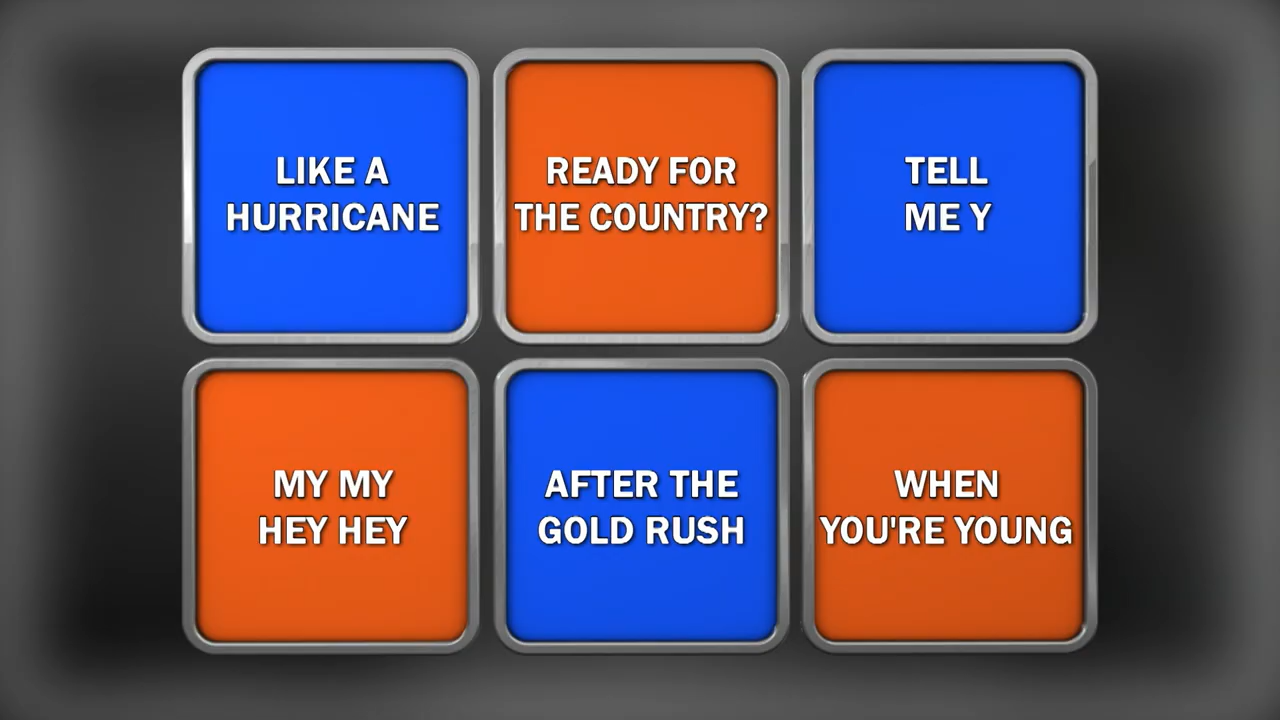 LIKE A
HURRICANE
READY FOR
THE COUNTRY?
TELL
ME Y
MY MY
HEY HEY
AFTER THE
GOLD RUSH
WHEN
YOU'RE YOUNG